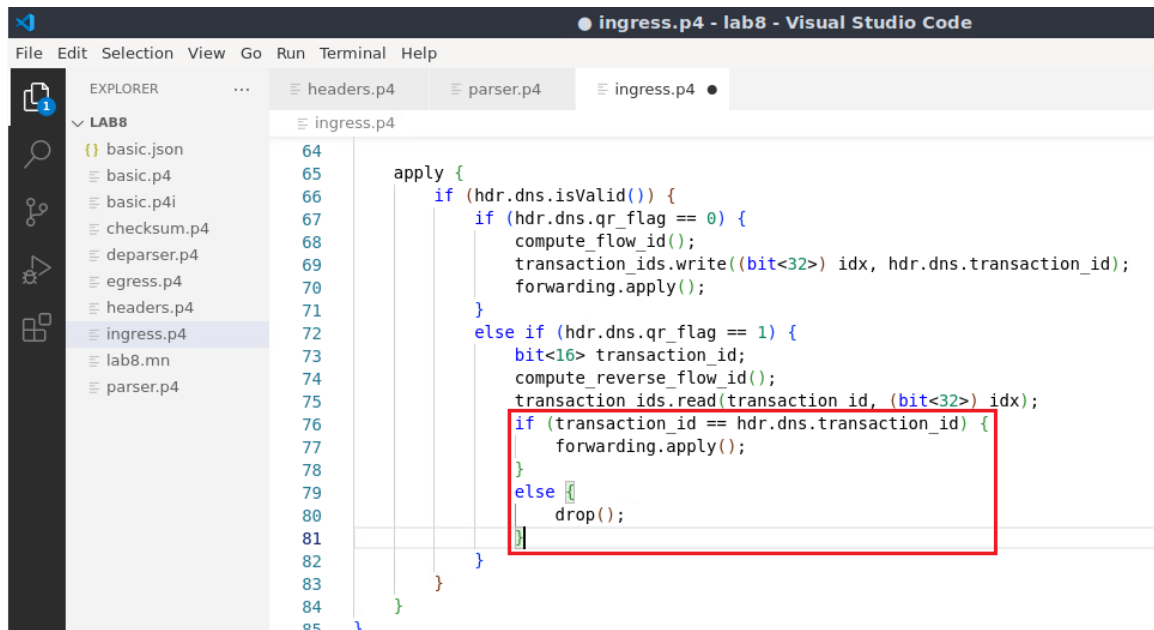 ● ingress.p4 - lab8 - Visual Studio Code
File Edit Selection View Go Run Terminal Help
EXPLORER ...
headers.p4 parser.p4 ingress.p4 ●
1
LAB8
ingress.p4
{} basic.json
basic.p4
basic.p4i
checksum.p4
deparser.p4
egress.p4
headers.p4
ingress.p4
lab8.mn
parser.p4
64
65 apply {
66 if (hdr.dns.isValid()) {
67 if (hdr.dns.qr_flag == 0) {
68 compute_flow_id();
69 transaction_ids.write((bit<32>) idx, hdr.dns.transaction_id);
70 forwarding.apply();
71 }
72 else if (hdr.dns.qr_flag == 1) {
73 bit<16> transaction_id;
74 compute_reverse_flow_id();
75 transaction_ids.read(transaction_id, (bit<32>) idx);
76 if (transaction_id == hdr.dns.transaction_id) {
77 forwarding.apply();
78 }
79 else {
80 drop();
81 }
82 }
83 }
84 }
85 }